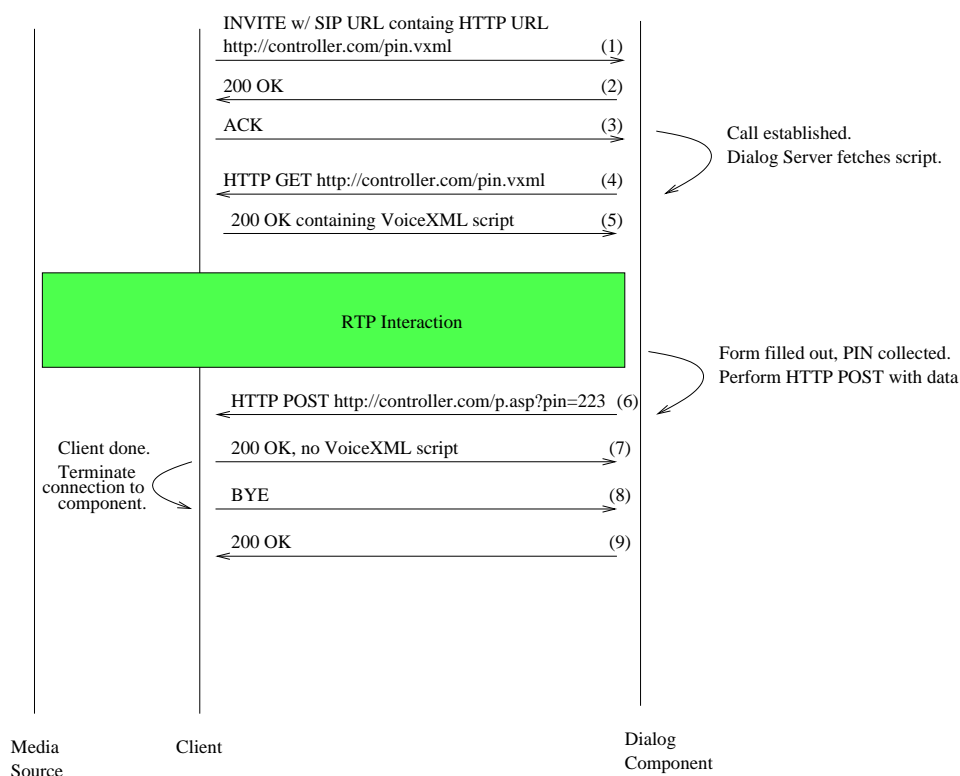 INVITE w/ SIP URL containg HTTP URL
http://controller.com/pin.vxml (1)
200 OK (2)
ACK (3)
Call established.
Dialog Server fetches script.
HTTP GET http://controller.com/pin.vxml (4)
200 OK containing VoiceXML script (5)
RTP Interaction
Form filled out, PIN collected.
Perform HTTP POST with data
HTTP POST http://controller.com/p.asp?pin=223 (6)
Client done.
Terminate
connection to
component.
200 OK, no VoiceXML script (7)
BYE (8)
200 OK (9)
Media
Source
Client
Dialog
Component